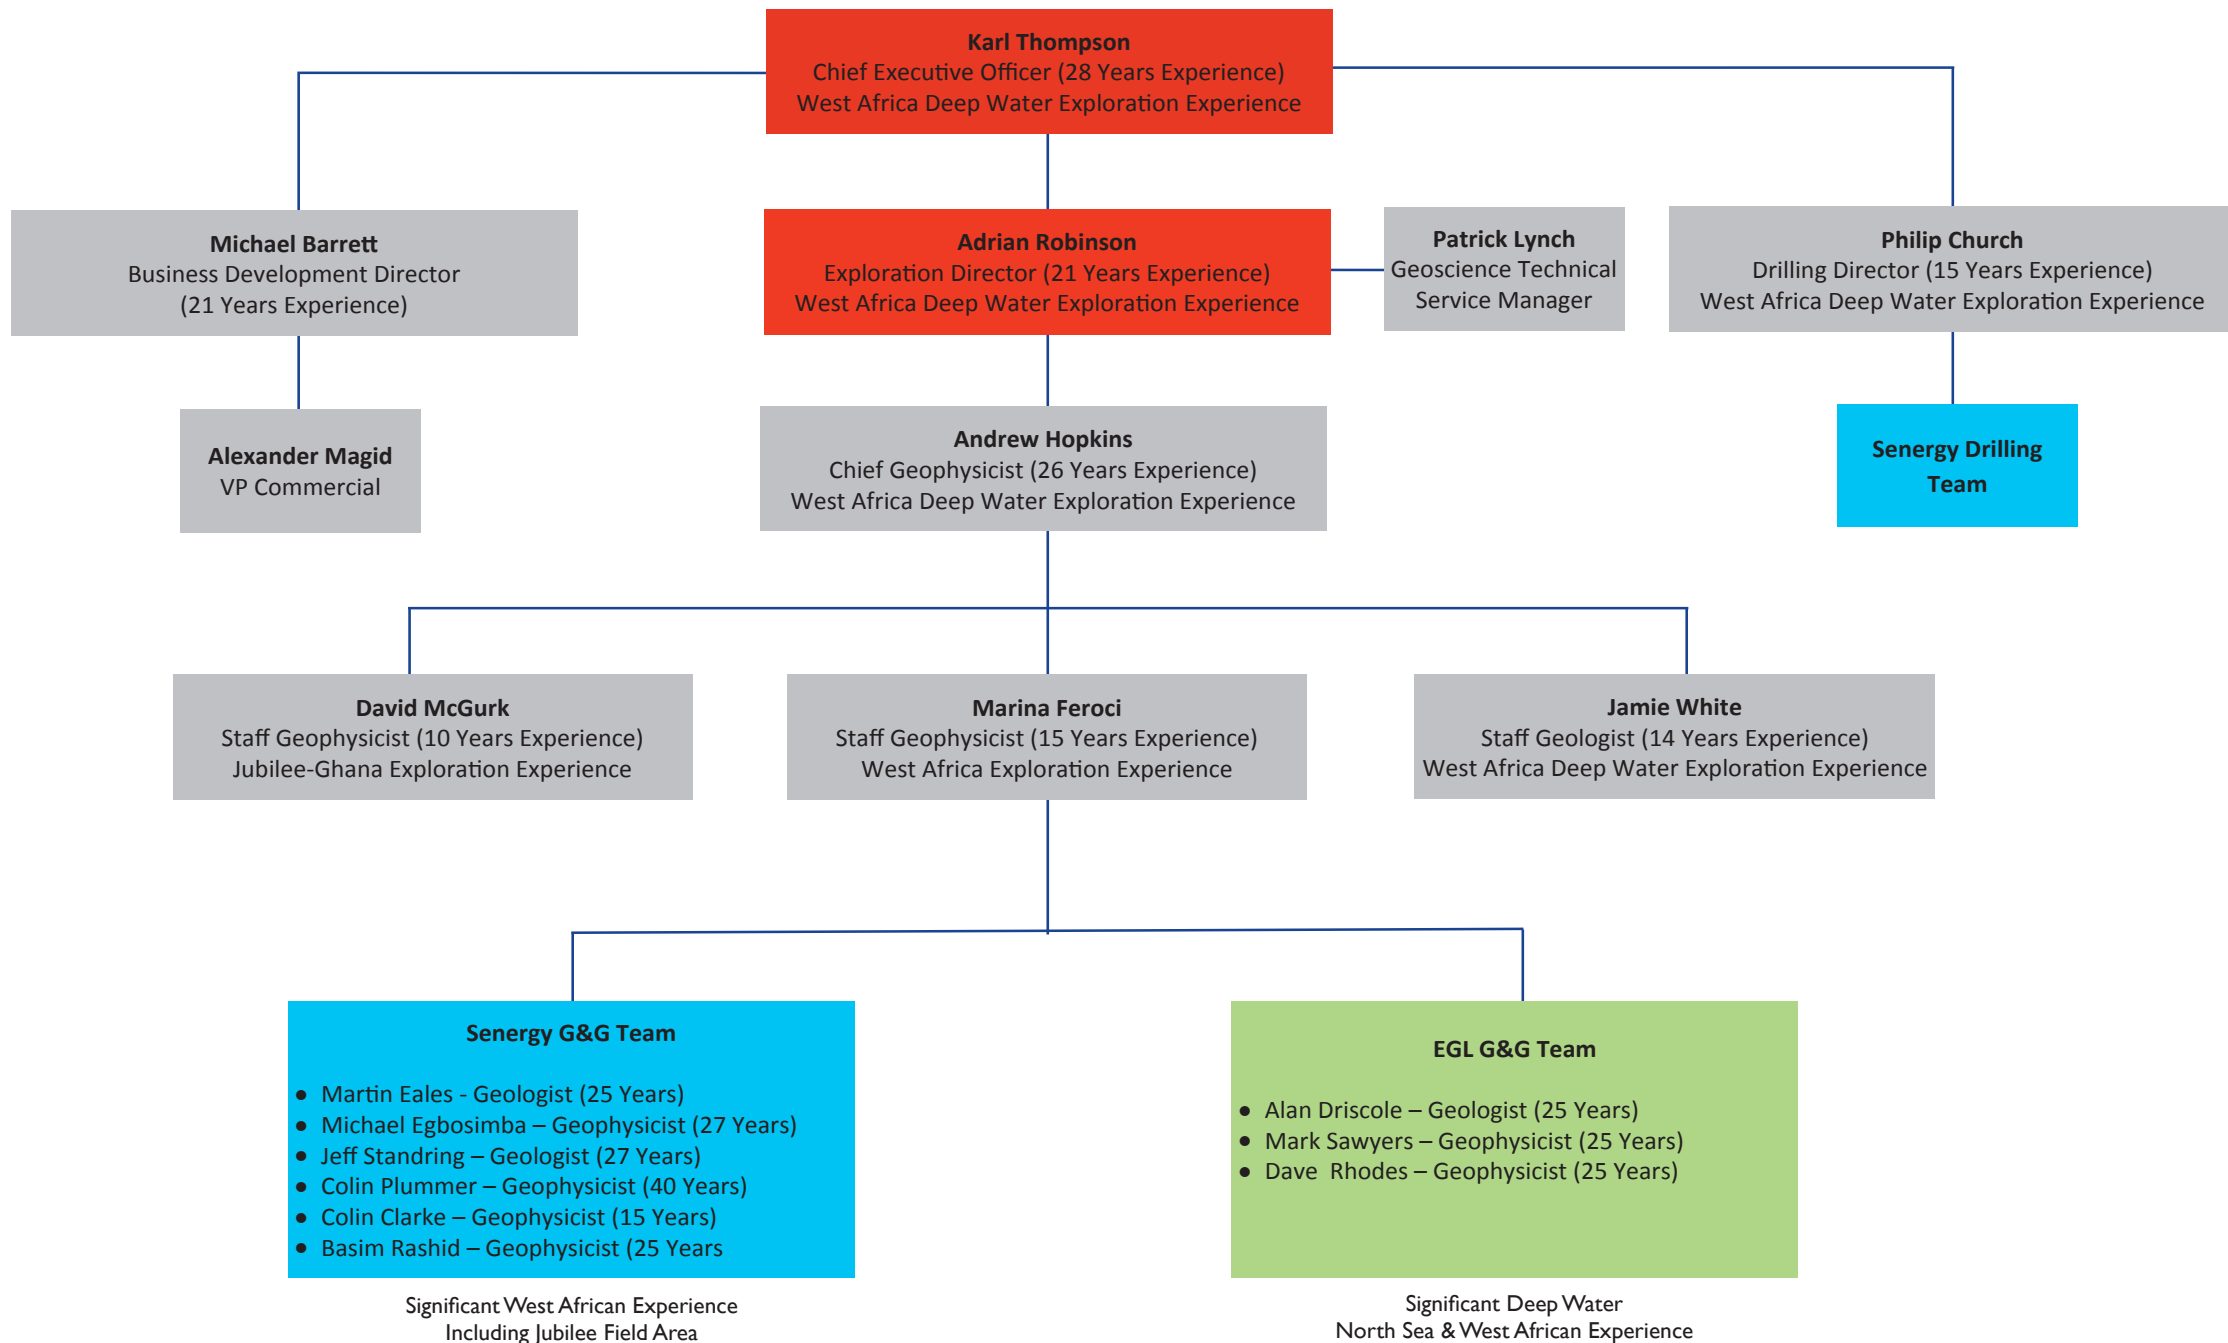 Karl Thompson
Chief Executive Officer (28 Years Experience)
West Africa Deep Water Exploration Experience
Michael Barrett
Business Development Director
(21 Years Experience)
Adrian Robinson
Exploration Director (21 Years Experience)
West Africa Deep Water Exploration Experience
Patrick Lynch
Geoscience Technical
Service Manager
Philip Church
Drilling Director (15 Years Experience)
West Africa Deep Water Exploration Experience
Alexander Magid
VP Commercial
Andrew Hopkins
Chief Geophysicist (26 Years Experience)
West Africa Deep Water Exploration Experience
Senergy Drilling
Team
David McGurk
Staff Geophysicist (10 Years Experience)
Jubilee-Ghana Exploration Experience
Marina Feroci
Staff Geophysicist (15 Years Experience)
West Africa Exploration Experience
Jamie White
Staff Geologist (14 Years Experience)
West Africa Deep Water Exploration Experience
Senergy G&G Team
• Martin Eales - Geologist (25 Years)
• Michael Egbosimba – Geophysicist (27 Years)
• Jeff Standring – Geologist (27 Years)
• Colin Plummer – Geophysicist (40 Years)
• Colin Clarke – Geophysicist (15 Years)
• Basim Rashid – Geophysicist (25 Years
Significant West African Experience
Including Jubilee Field Area
EGL G&G Team
• Alan Driscole – Geologist (25 Years)
• Mark Sawyers – Geophysicist (25 Years)
• Dave  Rhodes – Geophysicist (25 Years)
Significant Deep Water
North Sea & West African Experience